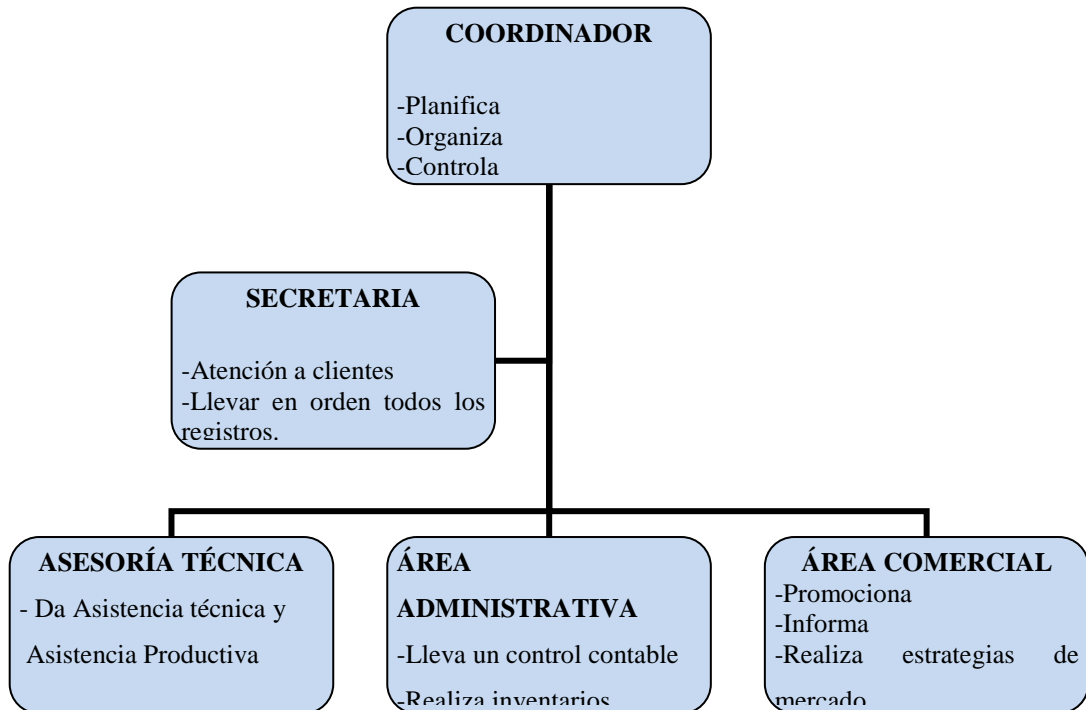 COORDINADOR
-Planifica
-Organiza
-Controla
SECRETARIA
-Atención a clientes
-Llevar en orden todos los
registros.
ASESORÍA TÉCNICA
- Da Asistencia técnica y
Asistencia Productiva
ÁREA
ADMINISTRATIVA
-Lleva un control contable
-Realiza inventarios
ÁREA COMERCIAL
-Promociona
-Informa
-Realiza estrategias de
mercado